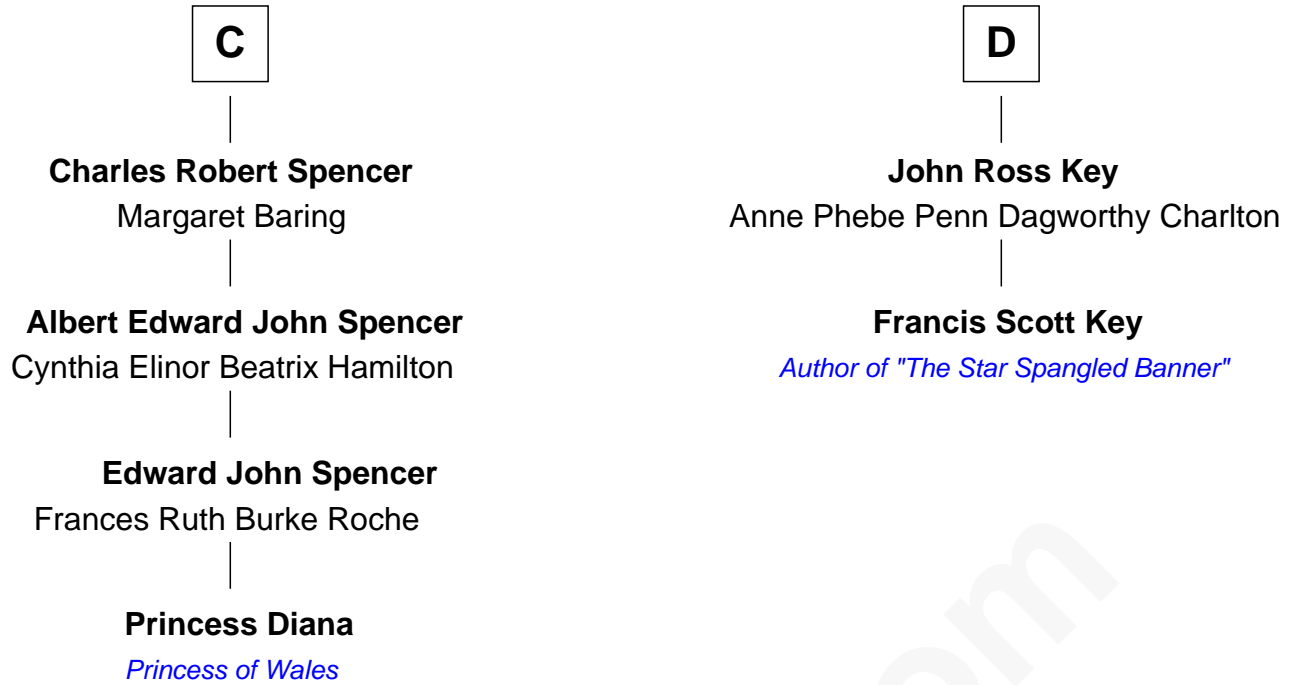 C
Charles Robert Spencer
Margaret Baring
Albert Edward John Spencer
Cynthia Elinor Beatrix Hamilton
Edward John Spencer
Frances Ruth Burke Roche
Princess Diana
Princess of Wales
D
John Ross Key
Anne Phebe Penn Dagworthy Charlton
Francis Scott Key
Author of "The Star Spangled Banner"
om